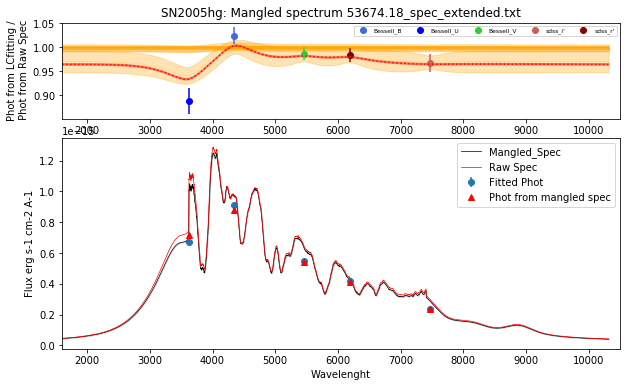 SN2005hg: Mangled spectrum 53674.18_spec_extended.txt
Phot from LCfitting /
Phot from Raw Spec
1.05
1.00
0.95
0.90
Bessell_B
Bessell_U
Bessell_V
sdss_i'
sdss_r'
2000 3000 4000 5000 6000 7000 8000 9000 10000
Flux erg s-1 cm-2 A-1
1.2
1.0
0.8
0.6
0.4
0.2
0.0
Mangled_Spec
Raw Spec
Fitted Phot
Phot from mangled spec
2000 3000 4000 5000 6000 7000 8000 9000 10000
Wavelenght